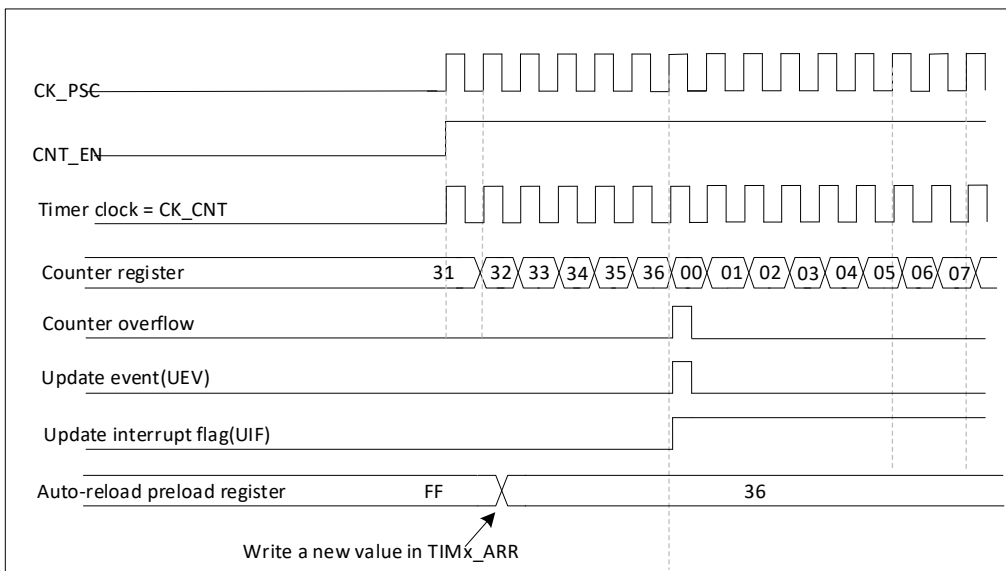 CK_PSC
CNT_EN
Timer clock = CK_CNT
Counter register 31 32 33 34 35 36 00 01 02 03 04 05 06 07
Counter overflow
Update event(UEV)
Update interrupt flag(UIF)
Auto-reload preload register FF 36
Write a new value in TIMx_ARR